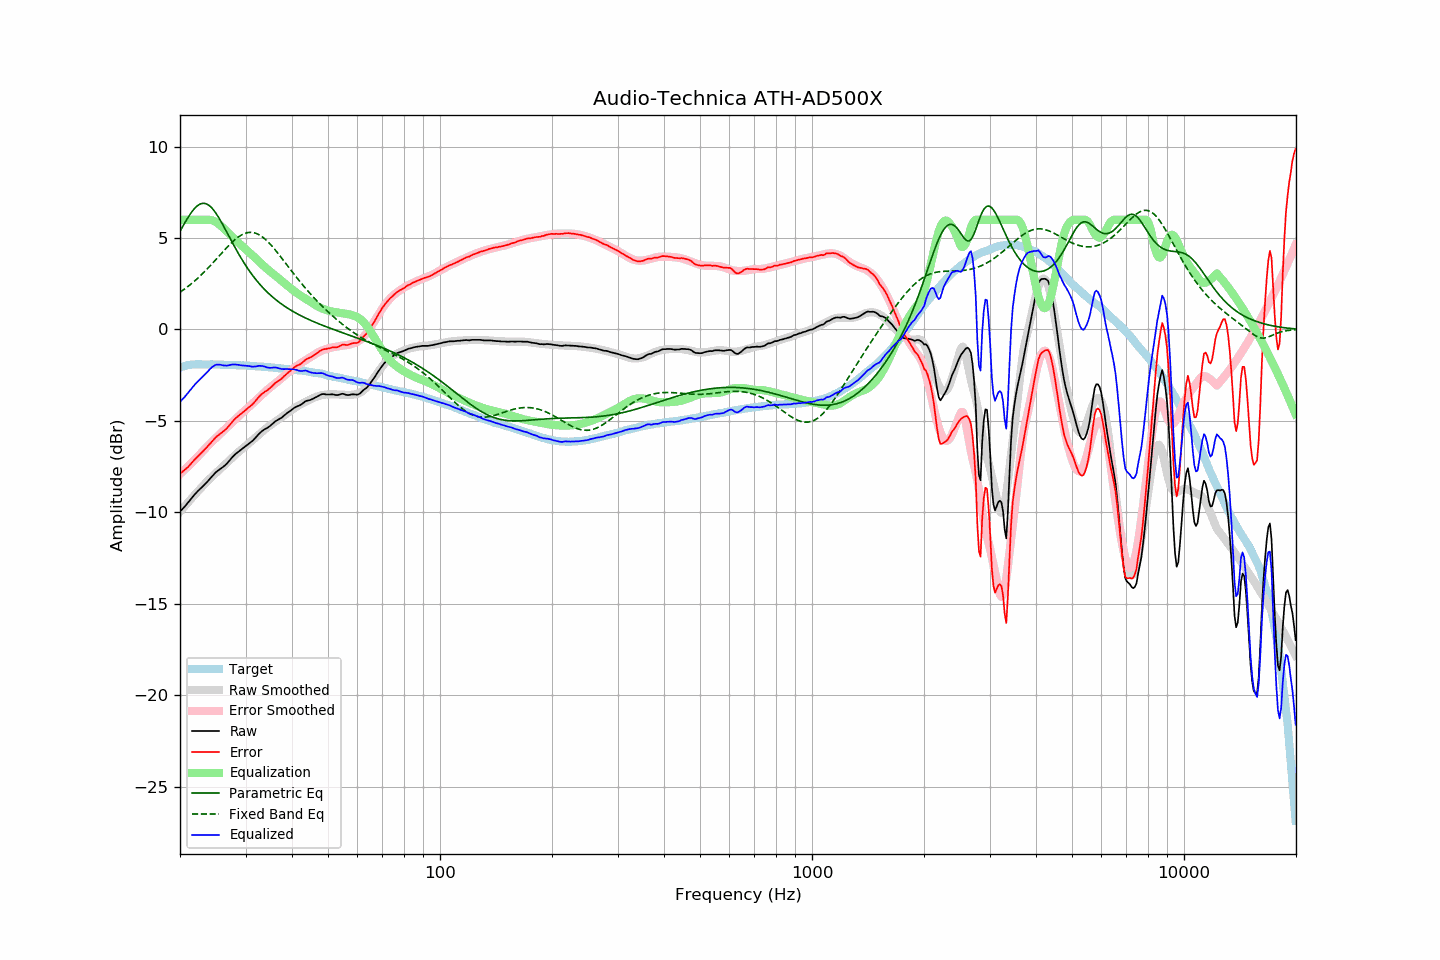 Audio-Technica ATH-AD500X
10
5
0
−5
−10
−15
−20
−25
Amplitude (dBr)
Target
Raw Smoothed
Error Smoothed
Raw
Error
Equalization
Parametric Eq
Fixed Band Eq
Equalized
100
1000
10000
Frequency (Hz)